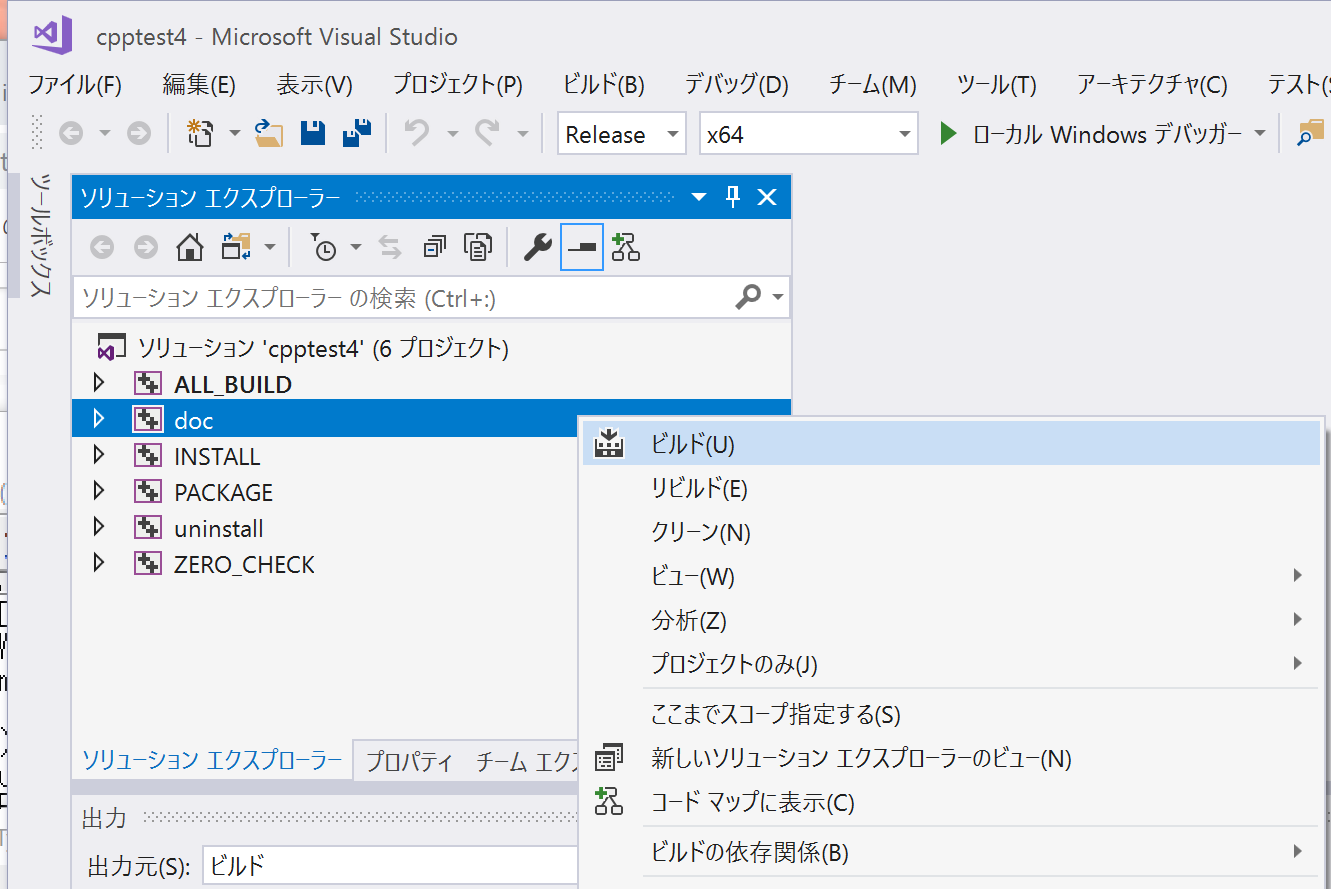 cpptest4 - Microsoft Visual Studio
ファイル(F) 編集(E) 表示(V) プロジェクト(P) ビルド(B) デバッグ(D) チーム(M) ツール(T) アーキテクチャ(C) テスト(S
Release x64 ローカル Windows デバッガー
ツールボックス
ソリューション エクスプローラー
ソリューション エクスプローラー の検索 (Ctrl+:)
ソリューション 'cpptest4' (6 プロジェクト)
ALL_BUILD
doc
INSTALL
PACKAGE
uninstall
ZERO_CHECK
ビルド(U)
リビルド(E)
クリーン(N)
ビュー(W)
分析(Z)
プロジェクトのみ(J)
ここまでスコープ指定する(S)
新しいソリューション エクスプローラーのビュー(N)
コード マップに表示(C)
ビルドの依存関係(B)
ソリューション エクスプローラー プロパティ チーム エクス
出力
出力元(S): ビルド